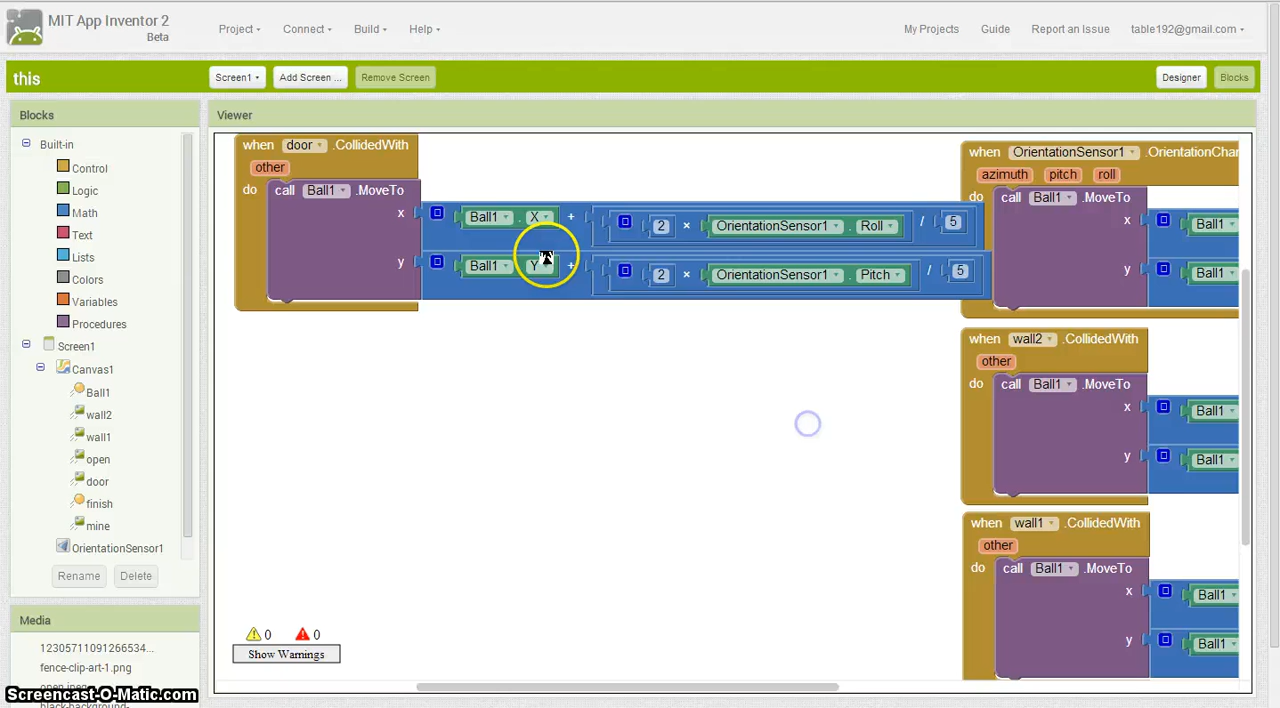 MIT App Inventor 2
Beta
Project Connect Build Help
My Projects Guide Report an Issue table192@gmail.com
this
Screen1 Add Screen ... Remove Screen
Designer Blocks
Blocks
Viewer
Built-in
Control
Logic
Math
Text
Lists
Colors
Variables
Procedures
Screen1
Canvas1
Ball1
wall2
wall1
open
door
finish
mine
OrientationSensor1
Rename Delete
Media
12305711091266534...
fence-clip-art-1.png
when door .CollidedWith
other
do call Ball1 .MoveTo
x Ball1 . X + 2 × OrientationSensor1 . Roll / 5
y Ball1 . Y + 2 × OrientationSensor1 . Pitch / 5
when OrientationSensor1 .OrientationChan
azimuth pitch roll
do call Ball1 .MoveTo
x Ball1
y Ball1
when wall2 .CollidedWith
other
do call Ball1 .MoveTo
x Ball1
y Ball1
when wall1 .CollidedWith
other
do call Ball1 .MoveTo
x Ball1
y Ball1
0 0
Show Warnings
Screencast-O-Matic.com